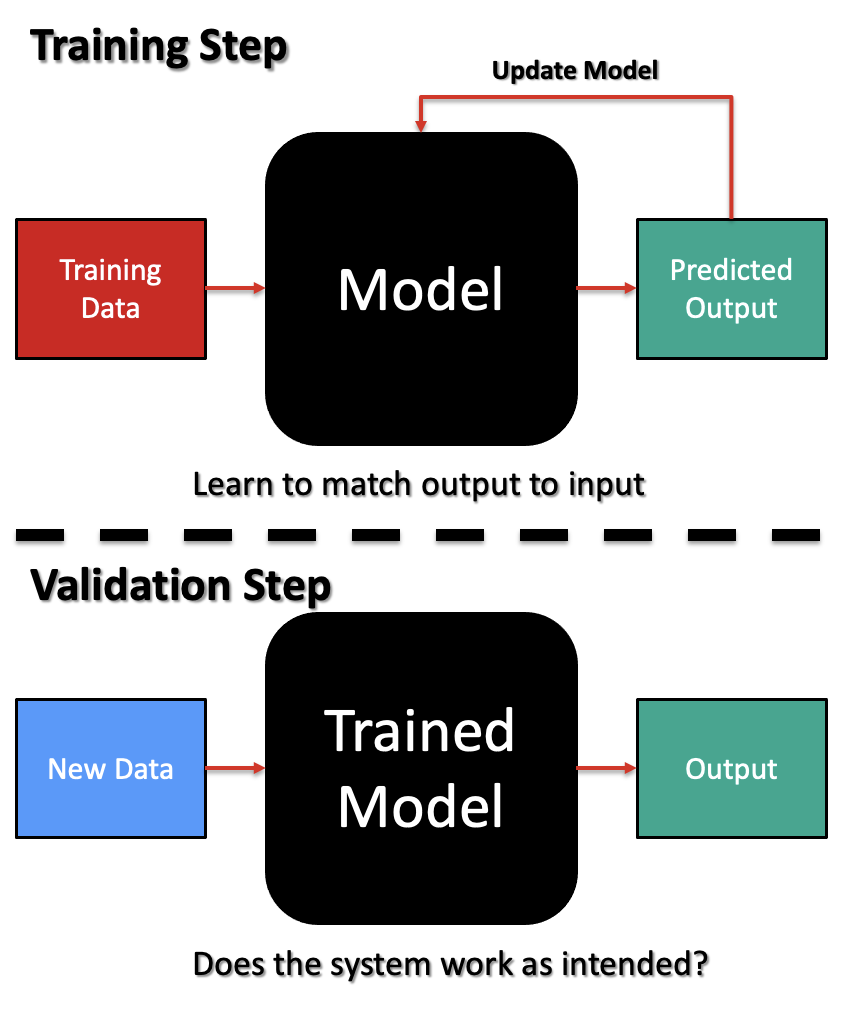 Training Step
Update Model
Training
Data
Model
Predicted
Output
Learn to match output to input
Validation Step
New Data
Trained
Model
Output
Does the system work as intended?